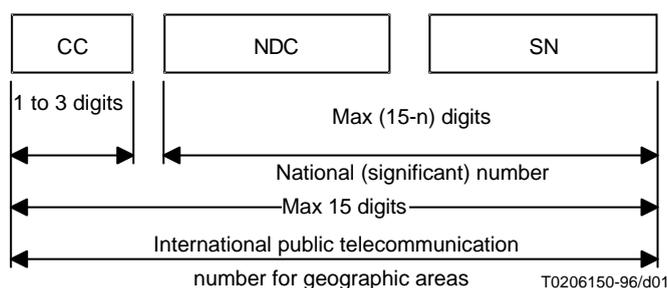 CC NDC SN
1 to 3 digits
Max (15-n) digits
National (significant) number
Max 15 digits
International public telecommunication
number for geographic areas
T0206150-96/d01